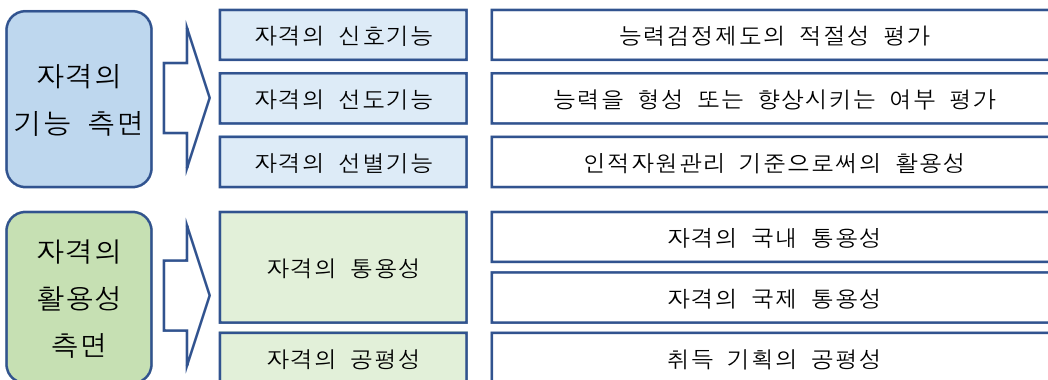 자격의
기능 측면
자격의 신호기능
능력검정제도의 적절성 평가
자격의 선도기능
능력을 형성 또는 향상시키는 여부 평가
자격의 선별기능
인적자원관리 기준으로써의 활용성
자격의
활용성
측면
자격의 통용성
자격의 국내 통용성
자격의 국제 통용성
자격의 공평성
취득 기획의 공평성